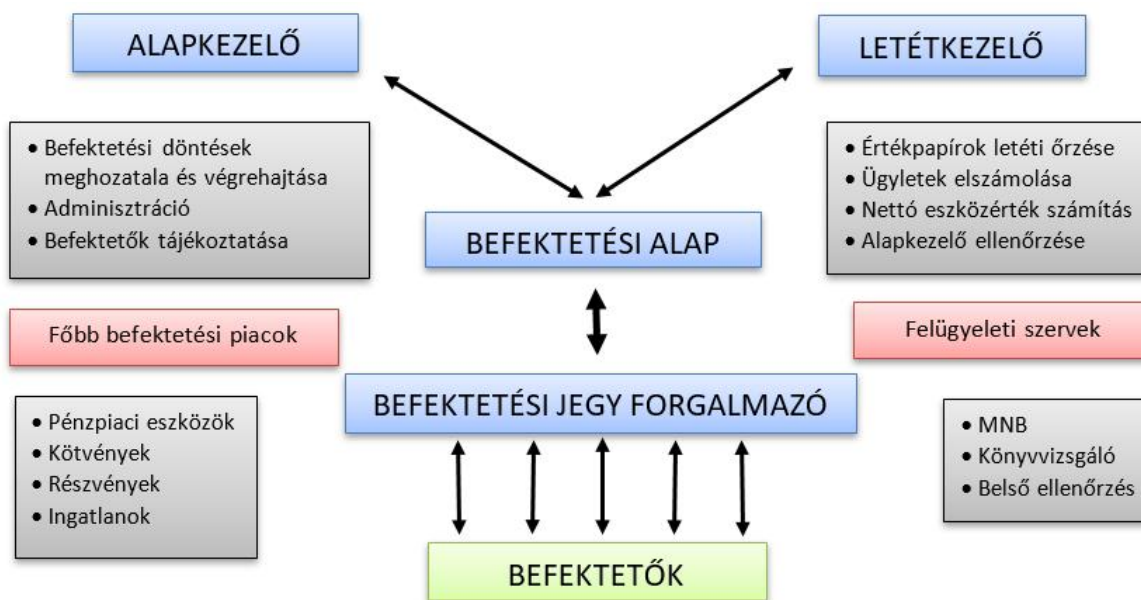 ALAPKEZELŐ
LETÉTKEZELŐ
• Befektetési döntések
meghozatala és végrehajtása
• Adminisztráció
• Befektetők tájékoztatása
• Értékpapírok letéti őrzése
• Ügyletek elszámolása
• Nettó eszközérték számítás
• Alapkezelő ellenőrzése
BEFEKTETÉSI ALAP
Főbb befektetési piacok
Felügyeleti szervek
BEFEKTETÉSI JEGY FORGALMAZÓ
• Pénzpiaci eszközök
• Kötvények
• Részvények
• Ingatlanok
• MNB
• Könyvvizsgáló
• Belső ellenőrzés
BEFEKTETŐK